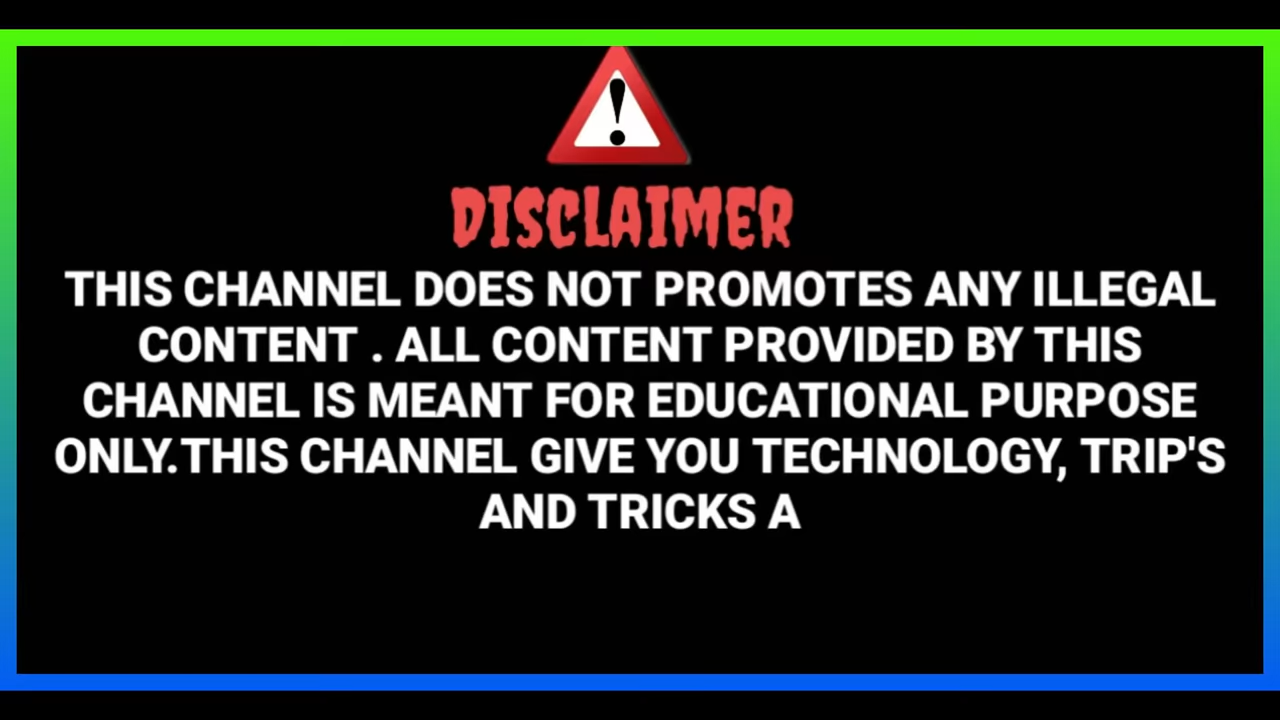 DISCLAIMER
THIS CHANNEL DOES NOT PROMOTES ANY ILLEGAL
CONTENT . ALL CONTENT PROVIDED BY THIS
CHANNEL IS MEANT FOR EDUCATIONAL PURPOSE
ONLY.THIS CHANNEL GIVE YOU TECHNOLOGY, TRIP'S
AND TRICKS A